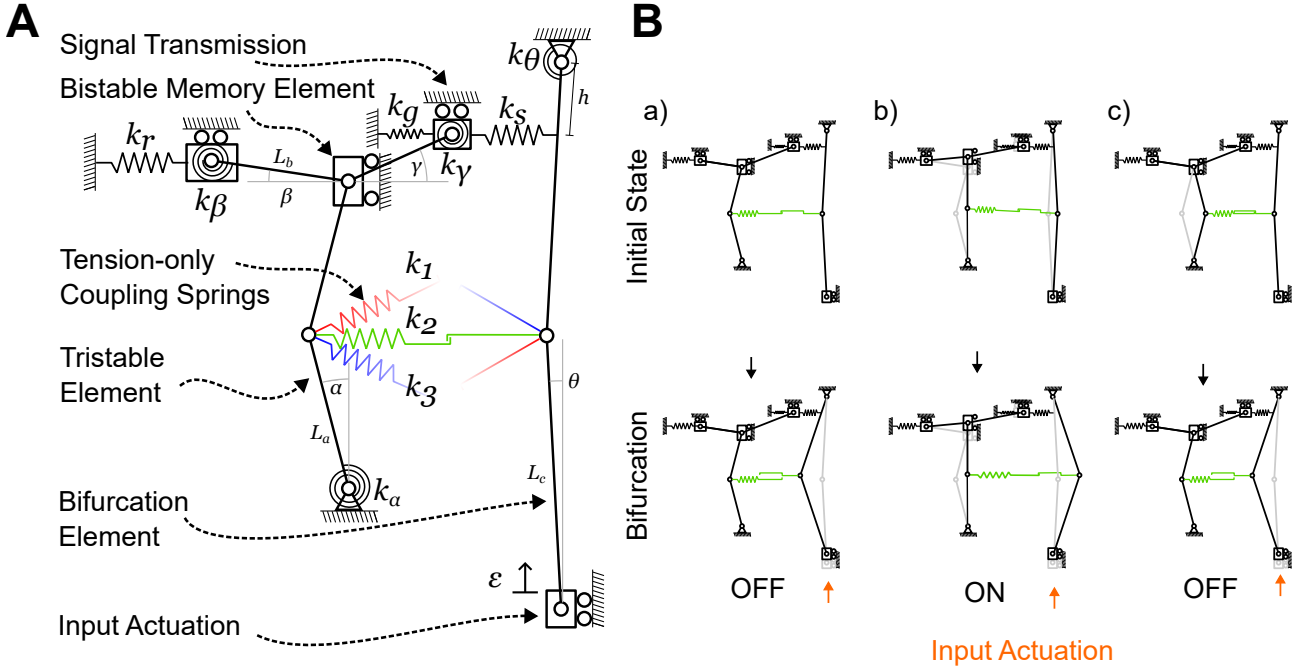 A
Signal Transmission
Bistable Memory Element
kθ
h
kg
ks
kr
Lb
kγ
γ
kβ
β
Tension-only
Coupling Springs
k1
k2
k3
Tristable
Element
α
θ
La
Lc
kα
Bifurcation
Element
ε
Input Actuation
B
a)
b)
c)
Initial State
Bifurcation
OFF
ON
OFF
Input Actuation